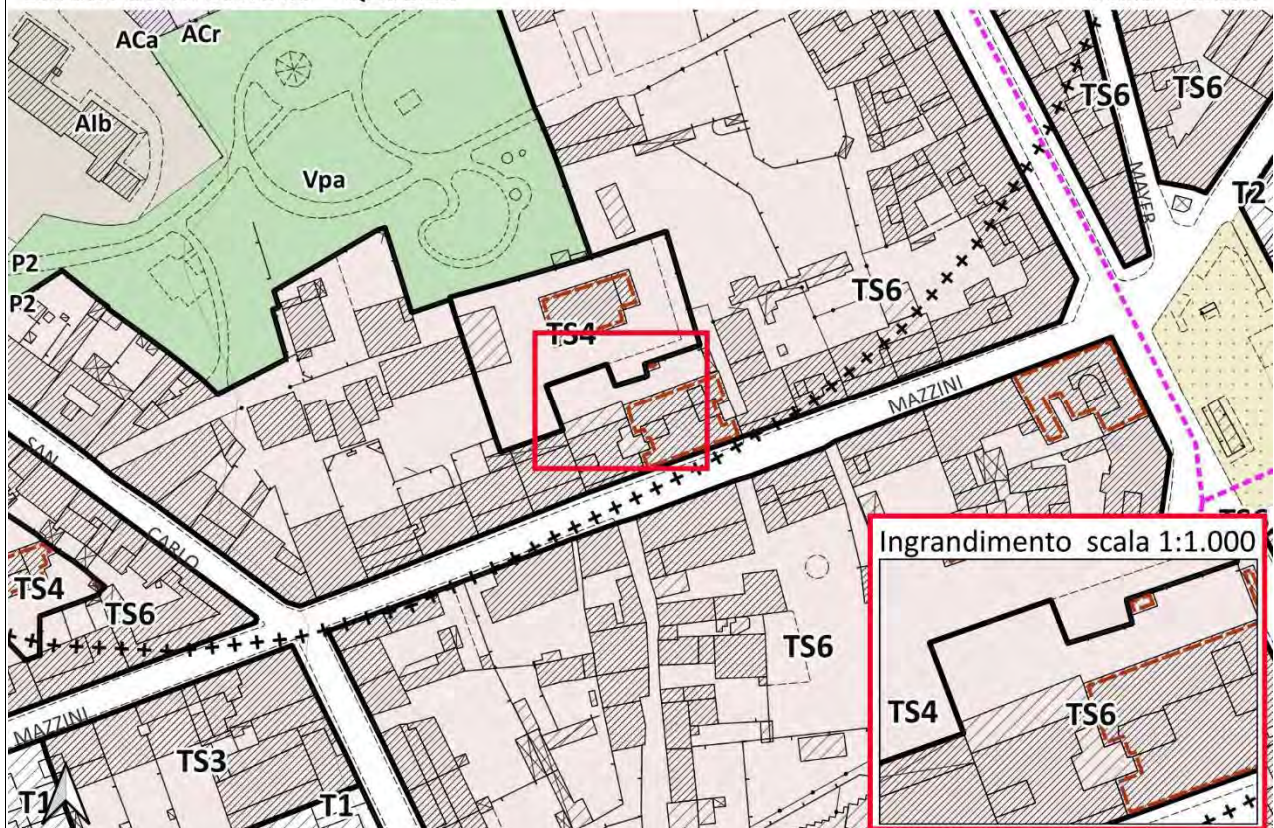 ACa
ACr
AIb
Vpa
P2
P2
TS6
TS6
MAYER
T2
TS6
TS4
MAZZINI
SAN
CARLO
TS4
TS6
TS6
MAZZINI
TS3
T1
T1
Ingrandimento scala 1:1.000
TS4
TS6